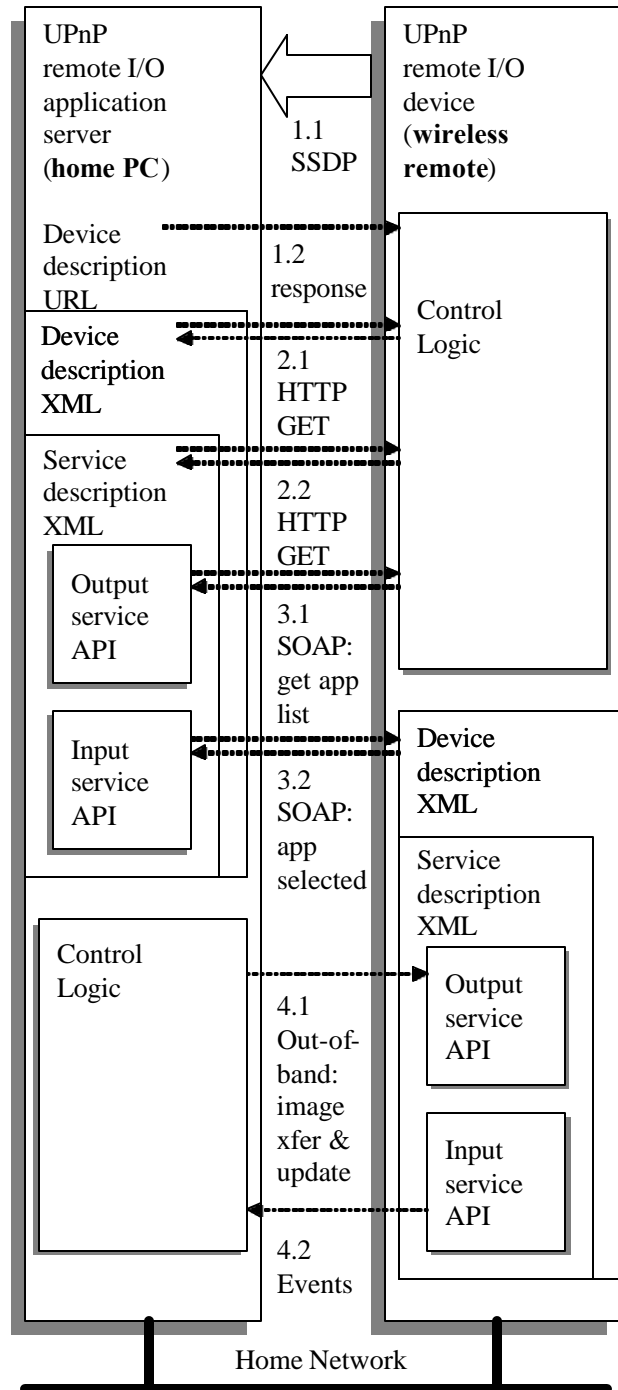 UPnP
remote I/O
application
server
(home PC)
UPnP
remote I/O
device
(wireless
remote)
1.1
SSDP
Device
description
URL
1.2
response
Control
Logic
Device
description
XML
2.1
HTTP
GET
Service
description
XML
2.2
HTTP
GET
Output
service
API
3.1
SOAP:
get app
list
Input
service
API
3.2
SOAP:
app
selected
Device
description
XML
Service
description
XML
Control
Logic
4.1
Out-of-
band:
image
xfer &
update
Output
service
API
Input
service
API
4.2
Events
Home Network